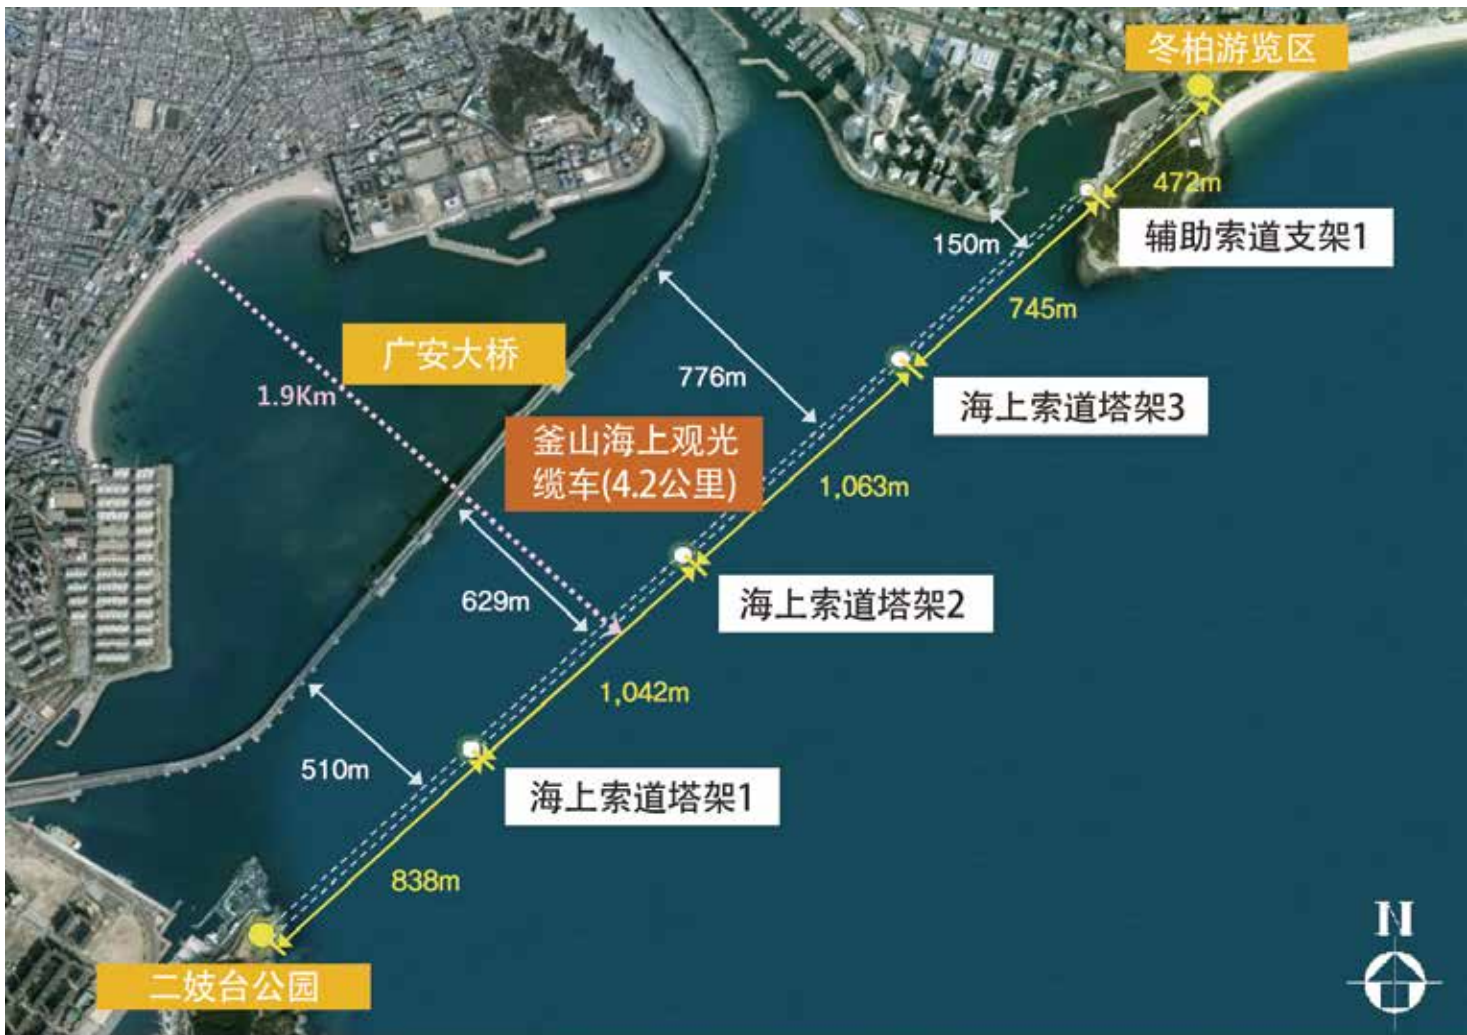 冬柏游览区
472m
辅助索道支架1
150m
745m
广安大桥
1.9Km
776m
海上索道塔架3
釜山海上观光
缆车(4.2公里)
1,063m
629m
海上索道塔架2
1,042m
510m
海上索道塔架1
838m
二妓台公园
N